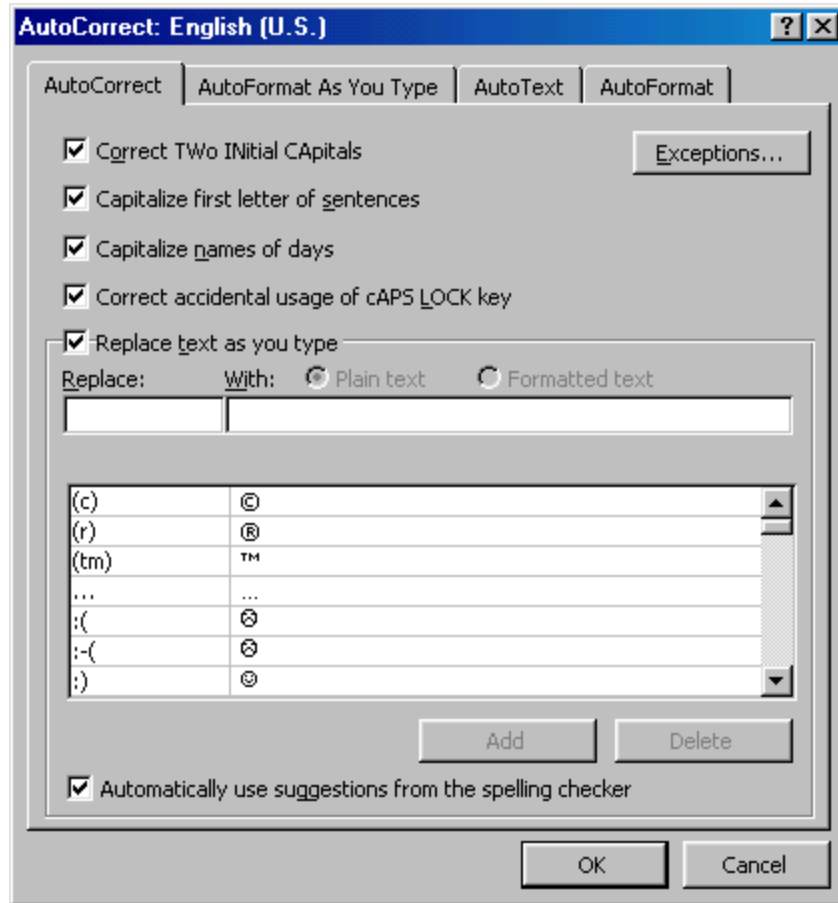 AutoCorrect: English (U.S.)
AutoCorrect AutoFormat As You Type AutoText AutoFormat
Correct TWo INitial CApitals Exceptions...
Capitalize first letter of sentences
Capitalize names of days
Correct accidental usage of cAPS LOCK key
Replace text as you type
Replace: With: Plain text Formatted text
(c) ©
(r) ®
(tm) ™
... …
:( ☹
:-( ☹
:) ☺
Add Delete
Automatically use suggestions from the spelling checker
OK Cancel